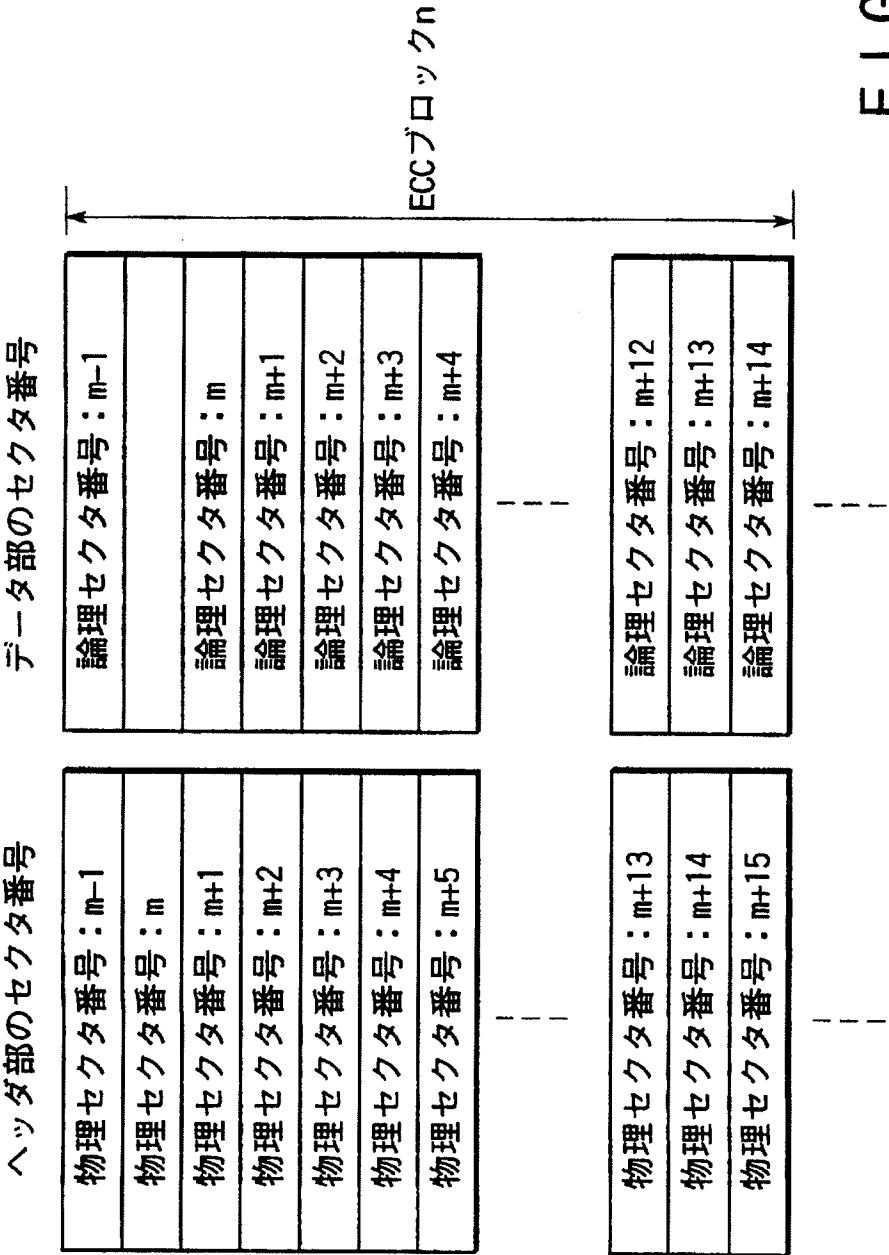 ヘッダ部のセクタ番号
物理セクタ番号：m-1
物理セクタ番号：m
物理セクタ番号：m+1
物理セクタ番号：m+2
物理セクタ番号：m+3
物理セクタ番号：m+4
物理セクタ番号：m+5
物理セクタ番号：m+13
物理セクタ番号：m+14
物理セクタ番号：m+15
データ部のセクタ番号
論理セクタ番号：m-1
論理セクタ番号：m
論理セクタ番号：m+1
論理セクタ番号：m+2
論理セクタ番号：m+3
論理セクタ番号：m+4
論理セクタ番号：m+12
論理セクタ番号：m+13
論理セクタ番号：m+14
ECCブロックn